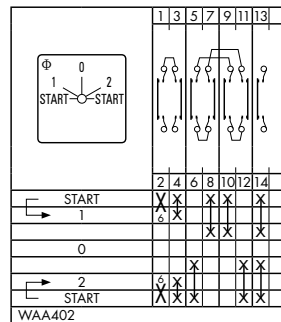 1 3 5 7 9 11 13
Φ 0
1 2
START START
2 4 6 8 10 12 14
START X X X X X
1 6 X X X
0
X X X
2 6 X
START X X X X X
WAA402